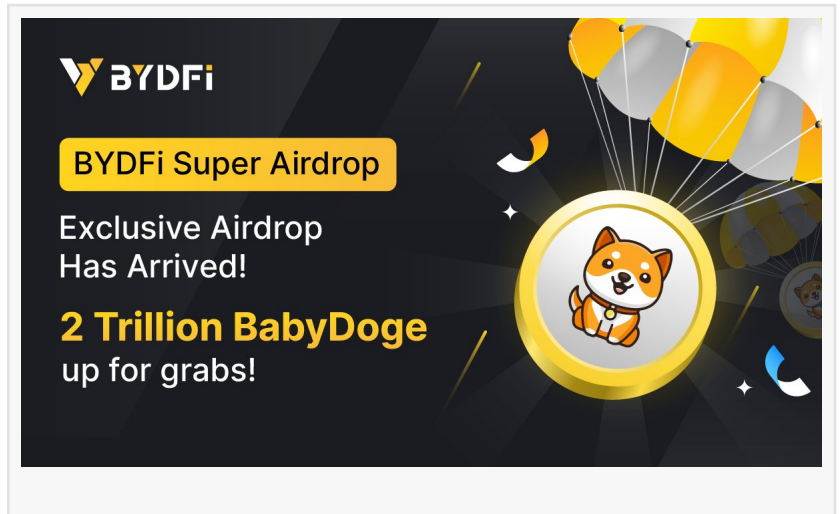 BYDFi
BYDFi Super Airdrop
Exclusive Airdrop
Has Arrived!
2 Trillion BabyDoge
up for grabs!